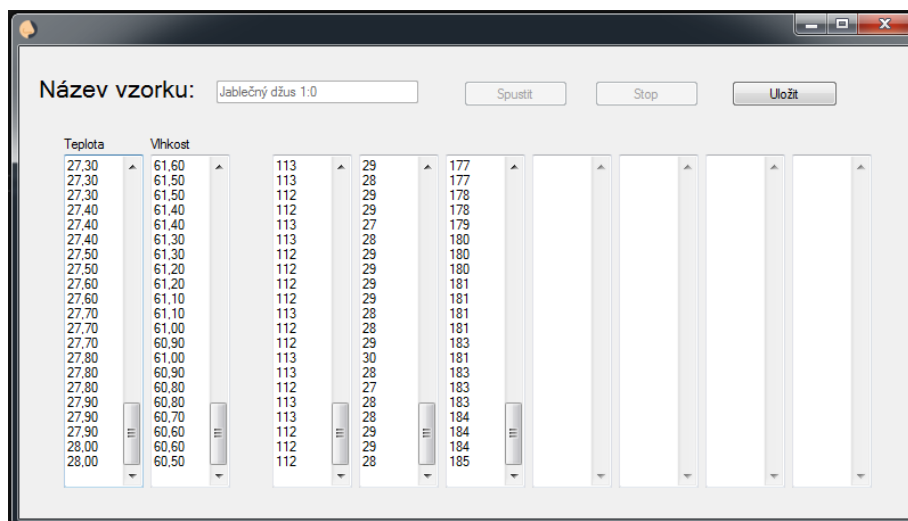 Název vzorku: Jablečný džus 1:0 Spustit Stop Uložit
Teplota Vlhkost
27,30 61,60 113 29 177
27,30 61,50 113 28 177
27,30 61,50 112 29 178
27,40 61,40 112 29 178
27,40 61,40 113 27 179
27,40 61,30 113 28 180
27,50 61,30 112 29 180
27,50 61,20 112 29 180
27,60 61,20 112 29 181
27,60 61,10 112 29 181
27,70 61,10 113 28 181
27,70 61,00 112 28 181
27,70 60,90 112 29 183
27,80 61,00 113 30 181
27,80 60,90 113 28 183
27,80 60,80 112 27 183
27,90 60,80 113 28 183
27,90 60,70 113 28 184
27,90 60,60 112 29 184
28,00 60,60 112 29 184
28,00 60,50 112 28 185